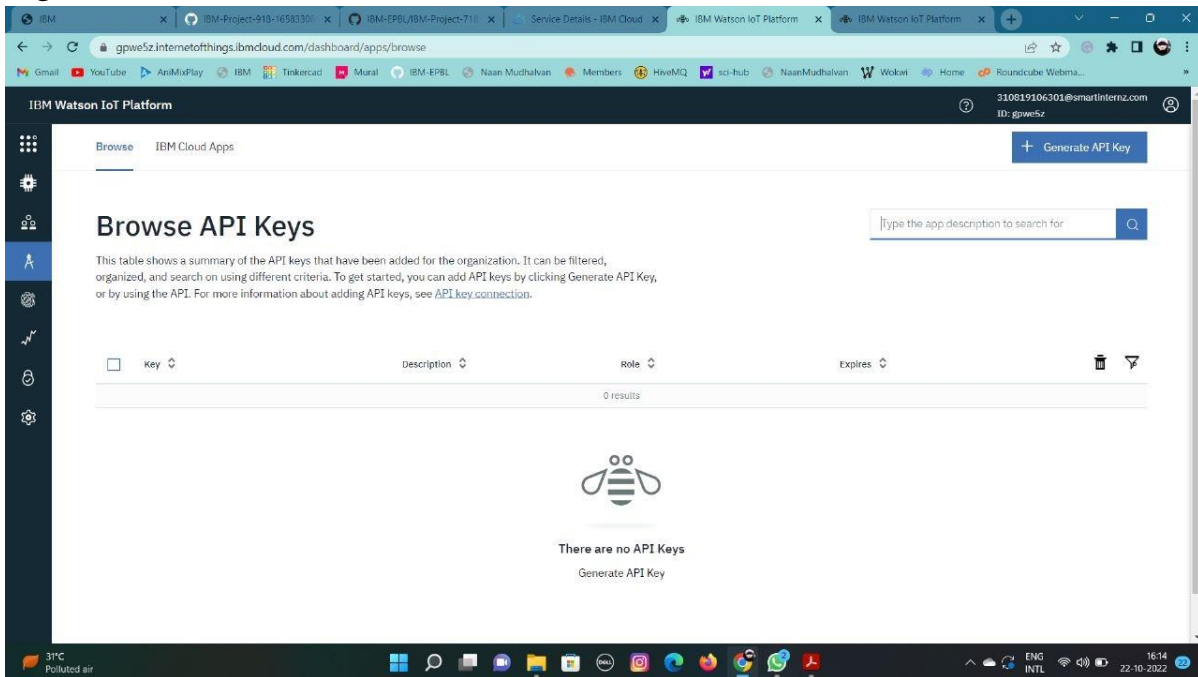 IBM
IBM-Project-918-16583308
IBM-EPBL/IBM-Project-718
Service Details - IBM Cloud
IBM Watson IoT Platform
IBM Watson IoT Platform
gpwe5z.internetofthings.ibmcloud.com/dashboard/apps/browse
Gmail YouTube AniMixPlay IBM Tinkercad Mural IBM-EPBL Naan Mudhalvan Members HiveMQ sci-hub NaanMudhalvan Wokwi Home Roundcube Webma...
IBM Watson IoT Platform
310819106301@smartinternz.com
ID: gpwe5z
Browse IBM Cloud Apps
+ Generate API Key
Browse API Keys
Type the app description to search for
This table shows a summary of the API keys that have been added for the organization. It can be filtered,
organized, and search on using different criteria. To get started, you can add API keys by clicking Generate API Key,
or by using the API. For more information about adding API keys, see API key connection.
Key Description Role Expires
0 results
There are no API Keys
Generate API Key
31°C
Polluted air
DELL
ENG
INTL
16:14
22-10-2022
22